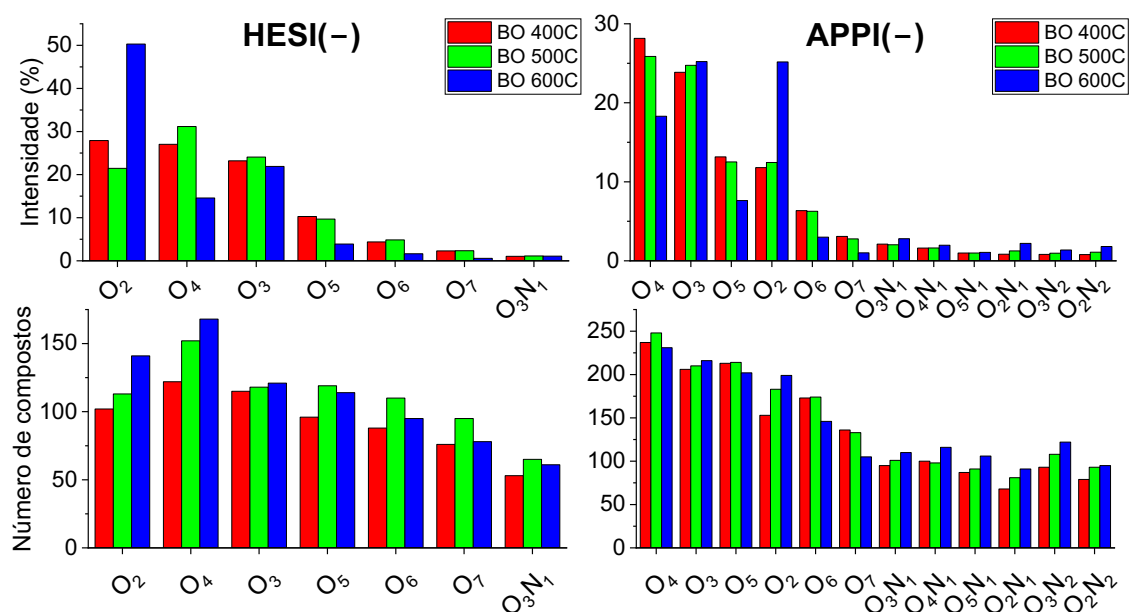 HESI(−)
BO 400C
BO 500C
BO 600C
Intensidade (%)
50
40
30
20
10
0
O₂ O₄ O₃ O₅ O₆ O₇ O₃N₁
APPI(−)
BO 400C
BO 500C
BO 600C
30
20
10
0
O₄ O₃ O₅ O₂ O₆ O₇ O₃N₁ O₄N₁ O₅N₁ O₂N₁ O₃N₂ O₂N₂
Número de compostos
150
100
50
0
O₂ O₄ O₃ O₅ O₆ O₇ O₃N₁
250
200
150
100
50
0
O₄ O₃ O₅ O₂ O₆ O₇ O₃N₁ O₄N₁ O₅N₁ O₂N₁ O₃N₂ O₂N₂